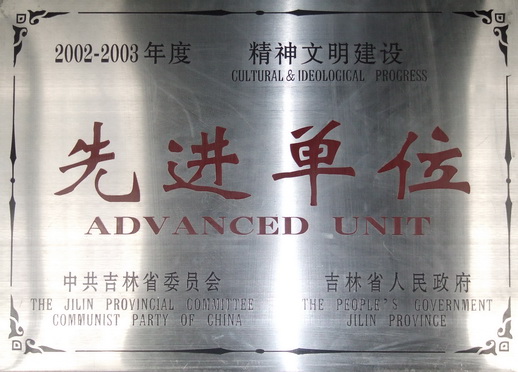 2002-2003年度 精神文明建设
CULTURAL & IDEOLOGICAL PROGRESS
先进单位
ADVANCED UNIT
中共吉林省委员会 吉林省人民政府
THE JILIN PROVINCIAL COMMITTEE THE PEOPLE'S GOVERNMENT
COMMUNIST PARTY OF CHINA JILIN PROVINCE